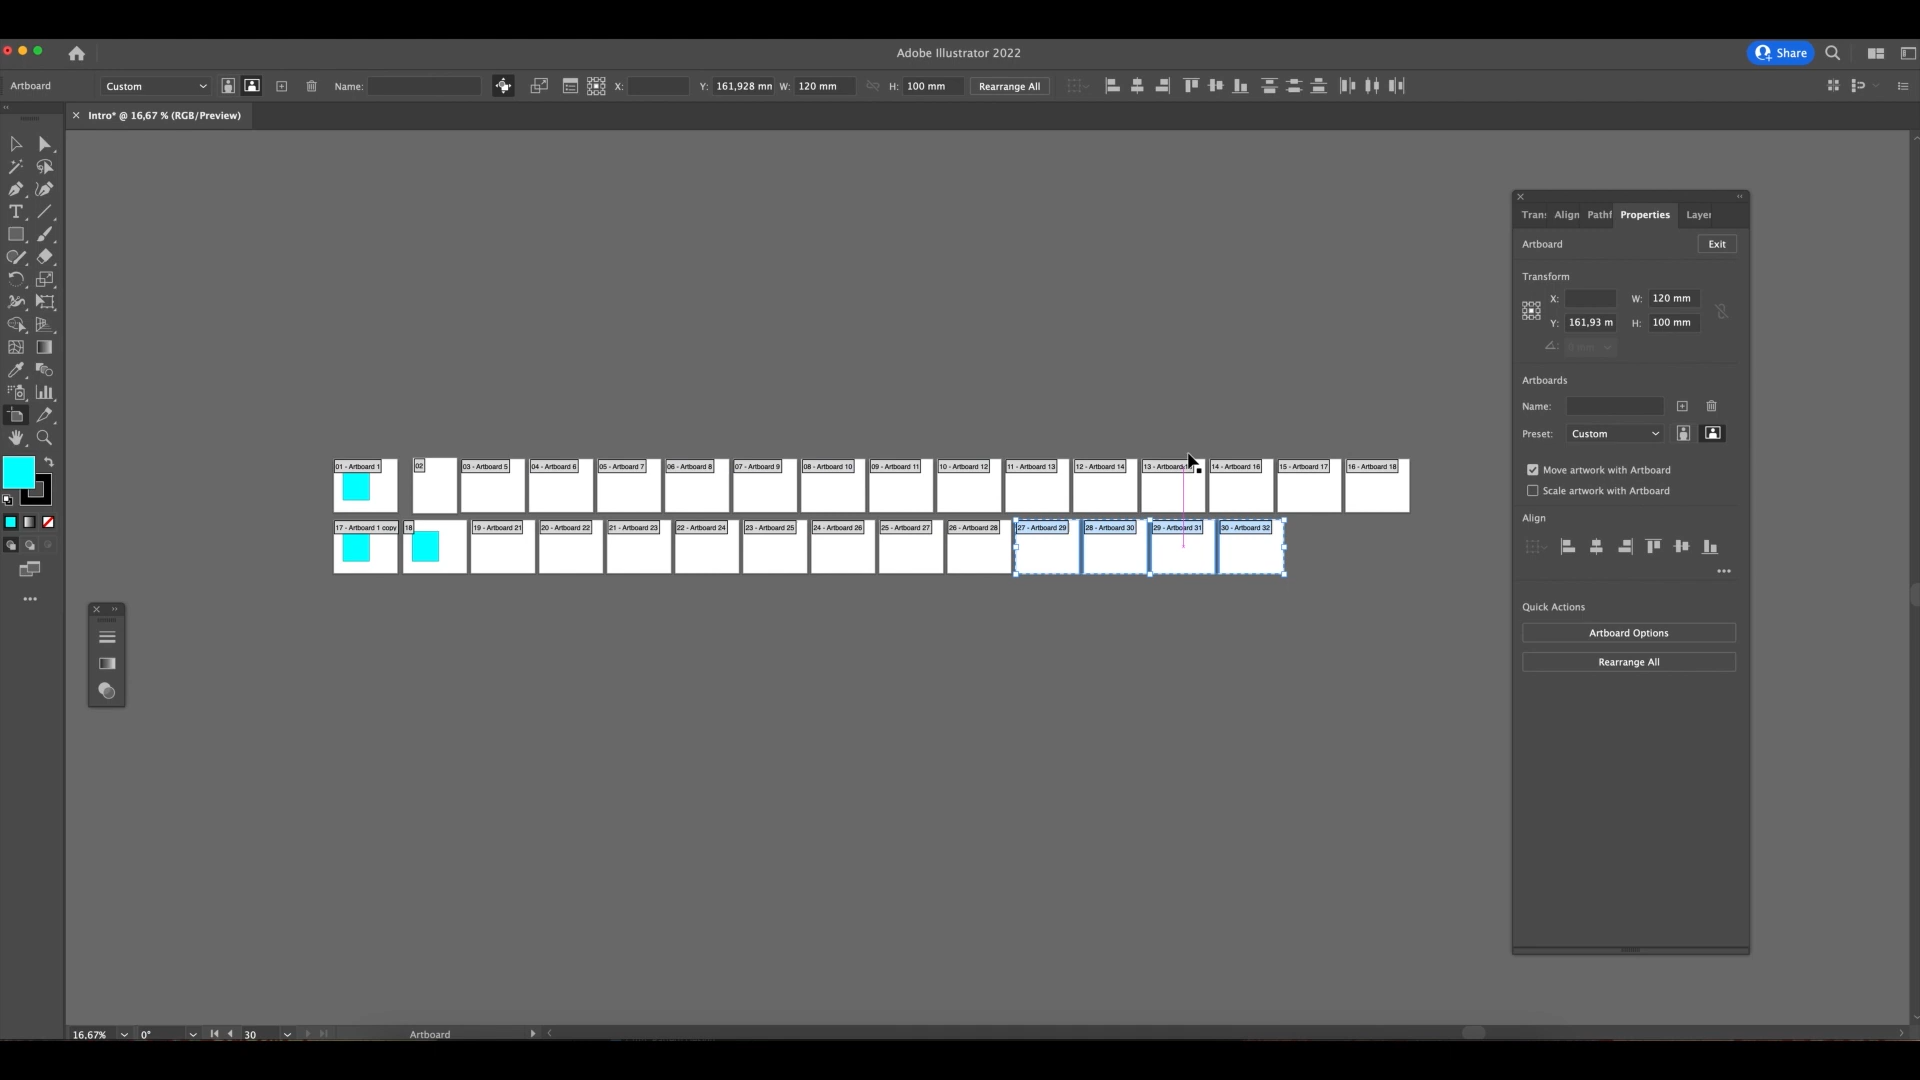 Adobe Illustrator 2022
Share
Artboard
Custom
Name:
X:
Y: 161,928 mn
W: 120 mm
H: 100 mm
Rearrange All
Intro* @ 16,67 % (RGB/Preview)
Trans
Align
Pathf
Properties
Layer
Artboard
Exit
Transform
X:
W: 120 mm
Y: 161,93 m
H: 100 mm
Artboards
Name:
Preset: Custom
Move artwork with Artboard
Scale artwork with Artboard
Align
Quick Actions
Artboard Options
Rearrange All
01 - Artboard 1
02
03 - Artboard 5
04 - Artboard 6
05 - Artboard 7
06 - Artboard 8
07 - Artboard 9
08 - Artboard 10
09 - Artboard 11
10 - Artboard 12
11 - Artboard 13
12 - Artboard 14
13 - Artboard
14 - Artboard 16
15 - Artboard 17
16 - Artboard 18
17 - Artboard 1 copy
18
19 - Artboard 21
20 - Artboard 22
21 - Artboard 23
22 - Artboard 24
23 - Artboard 25
24 - Artboard 26
25 - Artboard 27
26 - Artboard 28
27 - Artboard 29
28 - Artboard 30
29 - Artboard 31
30 - Artboard 32
16,67%
0°
30
Artboard